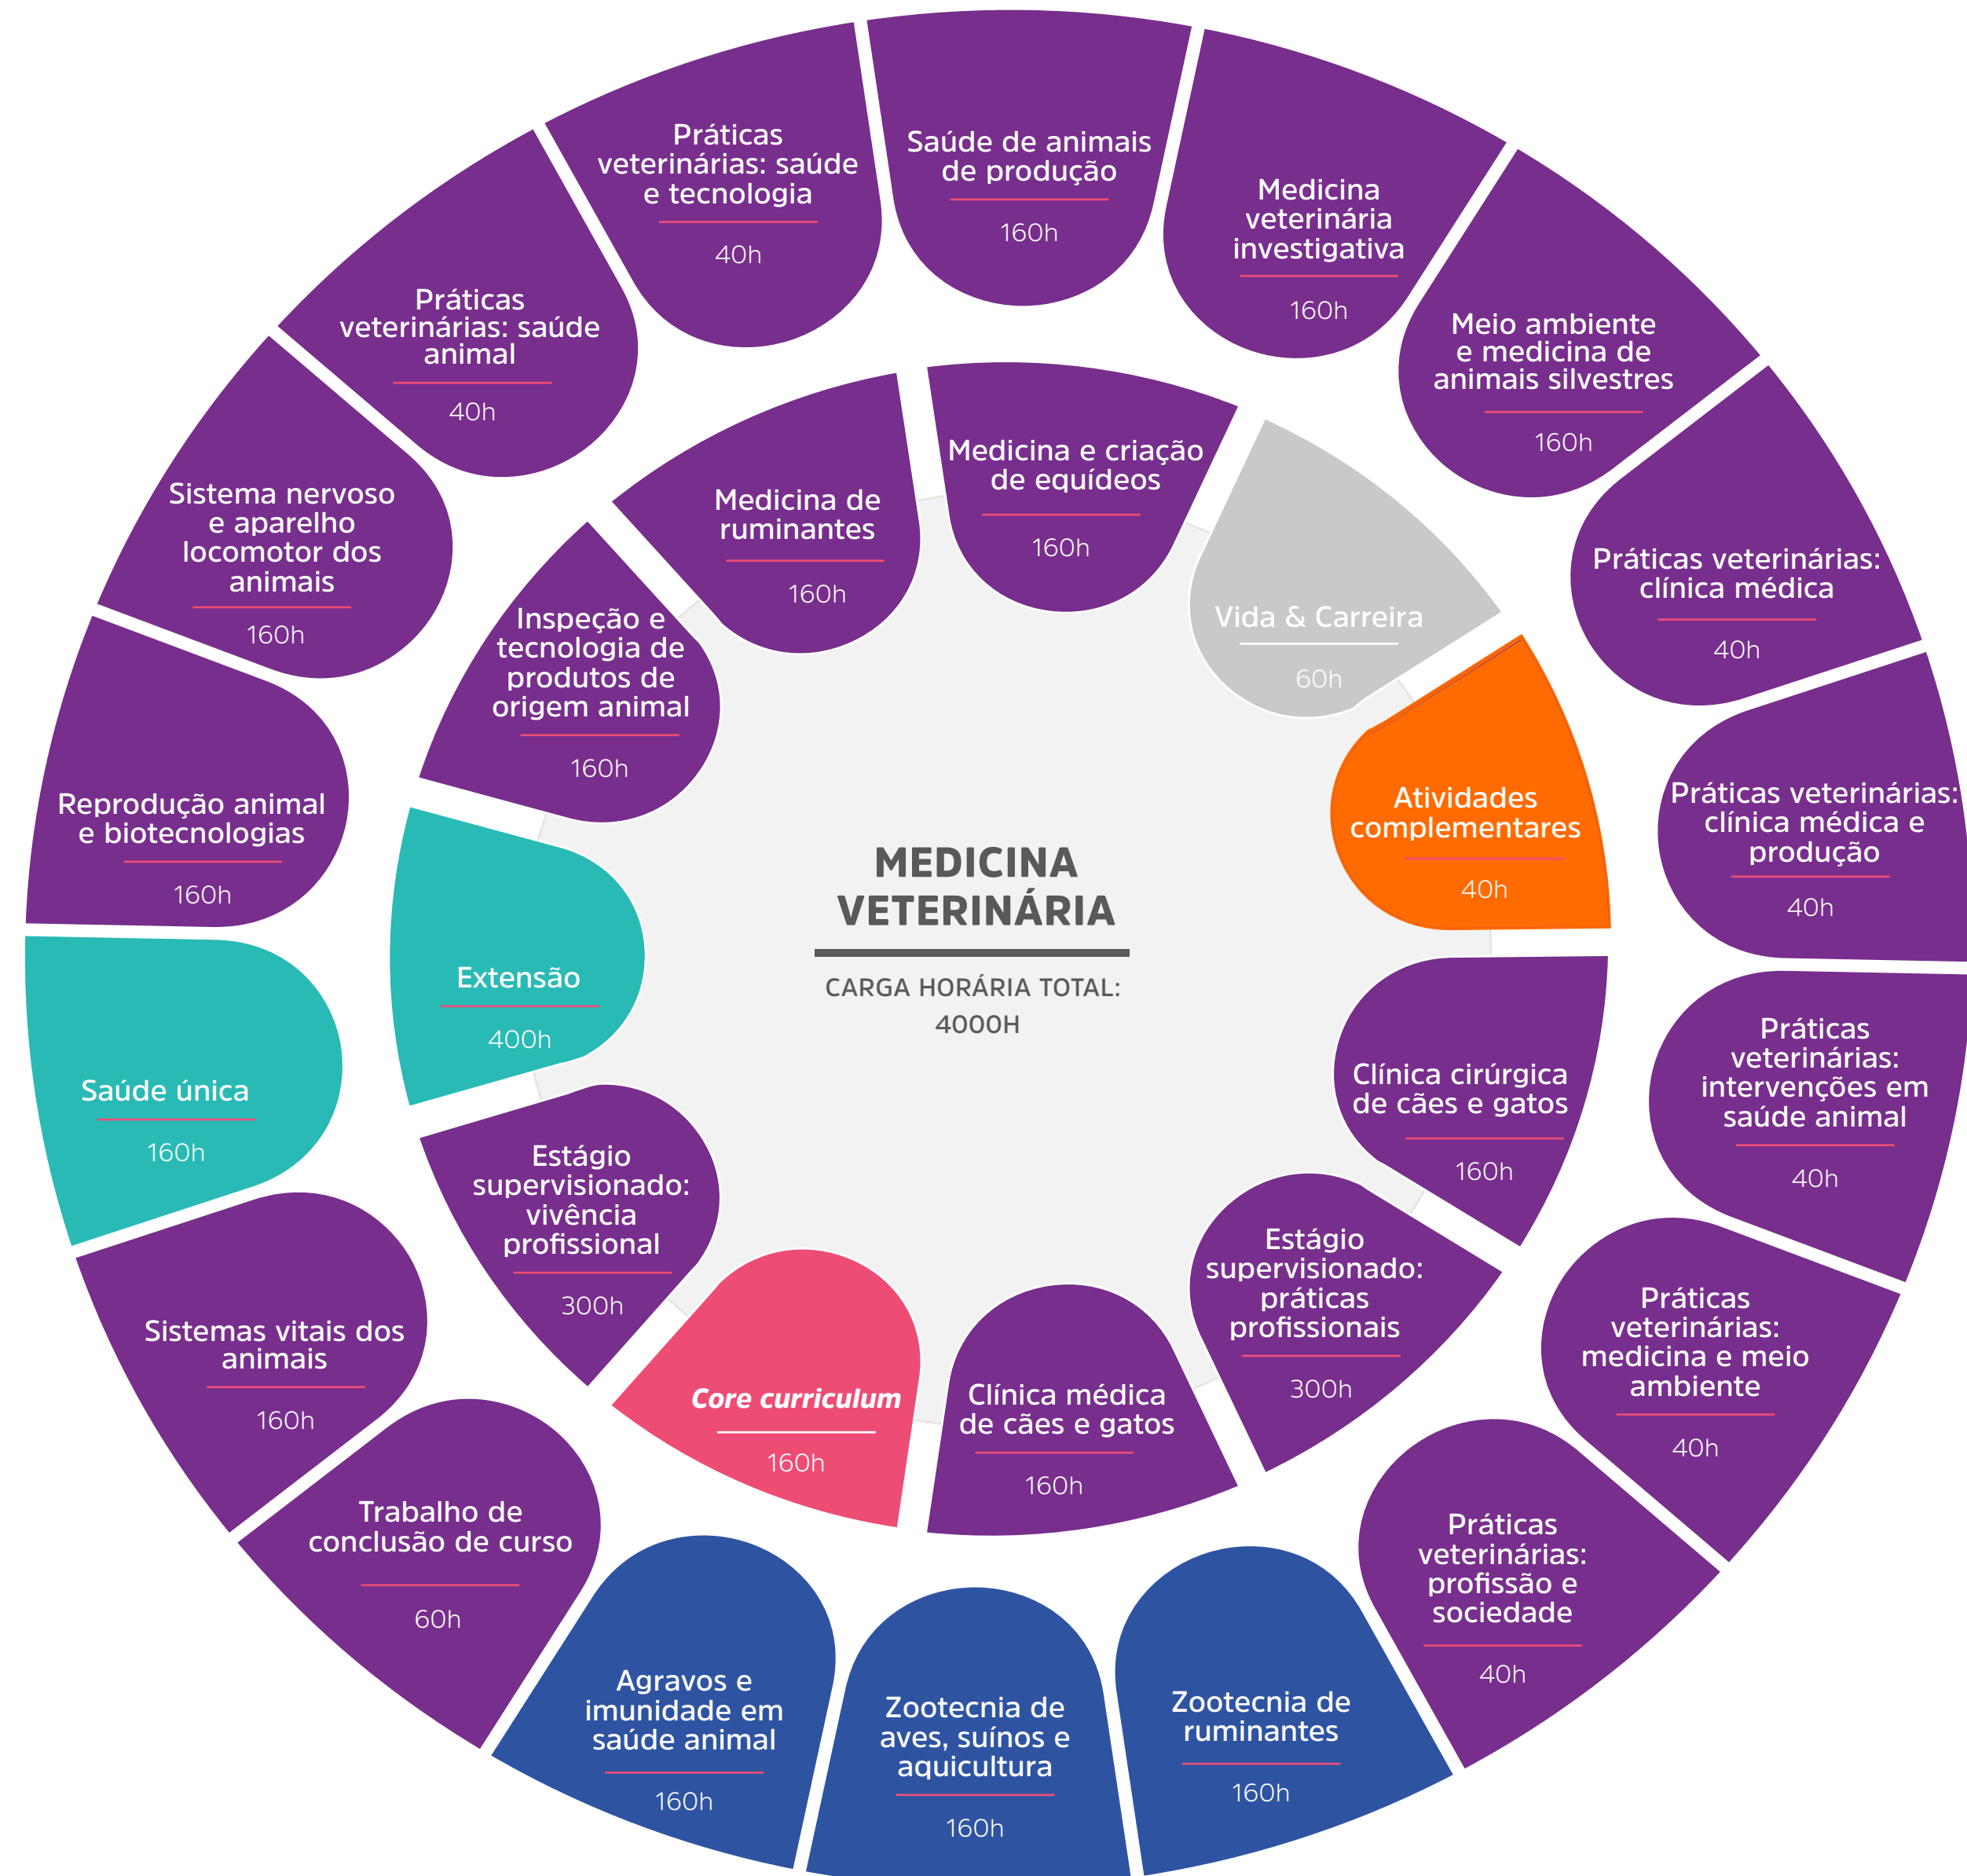 Práticas
veterinárias: saúde
e tecnologia
40h
Saúde de animais
de produção
160h
Medicina
veterinária
investigativa
160h
Meio ambiente
e medicina de
animais silvestres
160h
Práticas veterinárias:
clínica médica
40h
Práticas veterinárias:
clínica médica e
produção
40h
Práticas
veterinárias:
intervenções em
saúde animal
40h
Práticas
veterinárias:
medicina e meio
ambiente
40h
Práticas
veterinárias:
profissão e
sociedade
40h
Zootecnia de
ruminantes
160h
Zootecnia de
aves, suínos e
aquicultura
160h
Agravos e
imunidade em
saúde animal
160h
Trabalho de
conclusão de curso
60h
Sistemas vitais dos
animais
160h
Saúde única
160h
Reprodução animal
e biotecnologias
160h
Sistema nervoso
e aparelho
locomotor dos
animais
160h
Práticas
veterinárias: saúde
animal
40h
Medicina de
ruminantes
160h
Medicina e criação
de equídeos
160h
Vida & Carreira
60h
Atividades
complementares
40h
Clínica cirúrgica
de cães e gatos
160h
Estágio
supervisionado:
práticas
profissionais
300h
Clínica médica
de cães e gatos
160h
Core curriculum
160h
Estágio
supervisionado:
vivência
profissional
300h
Extensão
400h
Inspeção e
tecnologia de
produtos de
origem animal
160h
MEDICINA
VETERINÁRIA
CARGA HORÁRIA TOTAL:
4000H